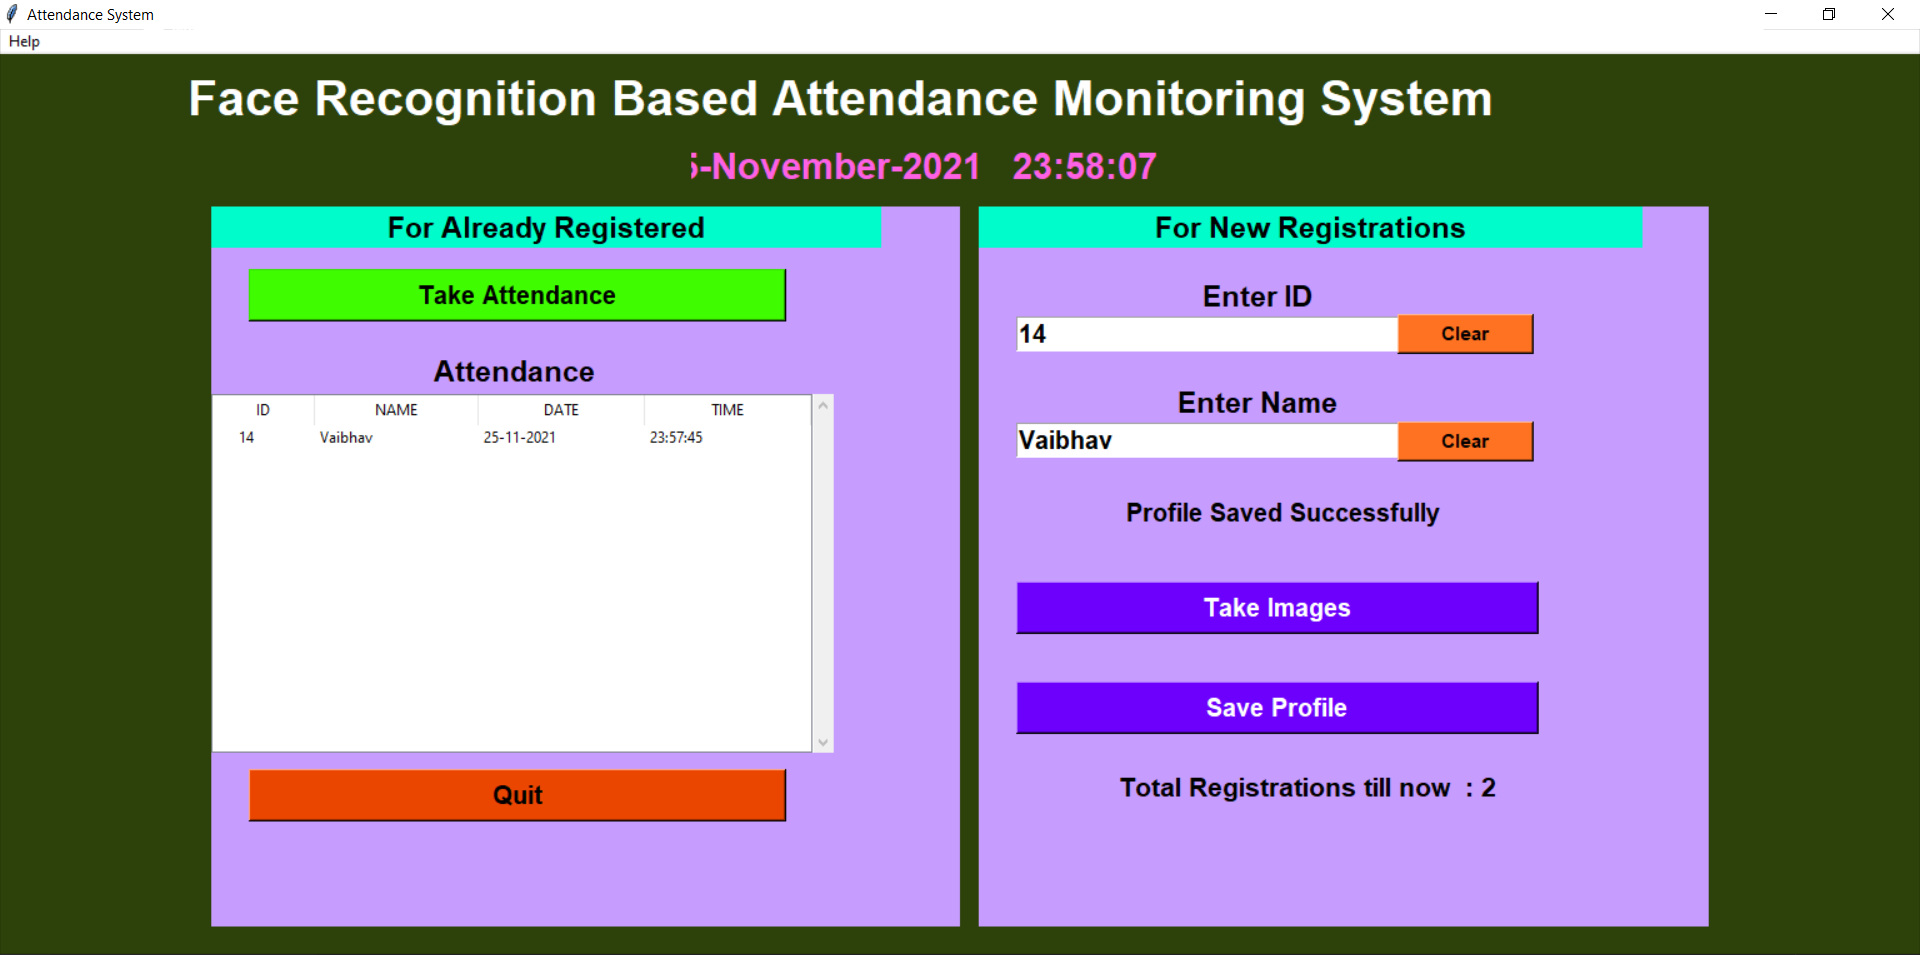 Attendance System
Help
Face Recognition Based Attendance Monitoring System
-November-2021 23:58:07
For Already Registered
Take Attendance
Attendance
ID NAME DATE TIME
14 Vaibhav 25-11-2021 23:57:45
Quit
For New Registrations
Enter ID
14 Clear
Enter Name
Vaibhav Clear
Profile Saved Successfully
Take Images
Save Profile
Total Registrations till now : 2